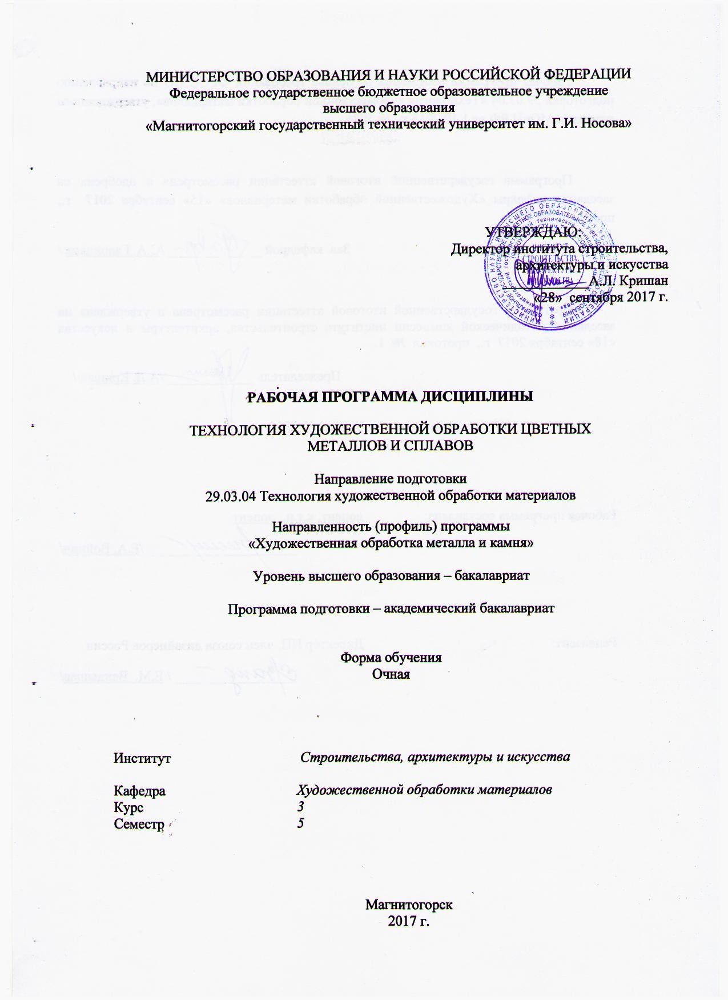 МИНИСТЕРСТВО ОБРАЗОВАНИЯ И НАУКИ РОССИЙСКОЙ ФЕДЕРАЦИИ
Федеральное государственное бюджетное образовательное учреждение
высшего образования
«Магнитогорский государственный технический университет им. Г.И. Носова»
УТВЕРЖДАЮ:
Директор института строительства,
архитектуры и искусства
А.Л. Кришан
«28» сентября 2017 г.
РАБОЧАЯ ПРОГРАММА ДИСЦИПЛИНЫ
ТЕХНОЛОГИЯ ХУДОЖЕСТВЕННОЙ ОБРАБОТКИ ЦВЕТНЫХ
МЕТАЛЛОВ И СПЛАВОВ
Направление подготовки
29.03.04 Технология художественной обработки материалов
Направленность (профиль) программы
«Художественная обработка металла и камня»
Уровень высшего образования – бакалавриат
Программа подготовки – академический бакалавриат
Форма обучения
Очная
Институт Строительства, архитектуры и искусства
Кафедра Художественной обработки материалов
Курс 3
Семестр 5
Магнитогорск
2017 г.